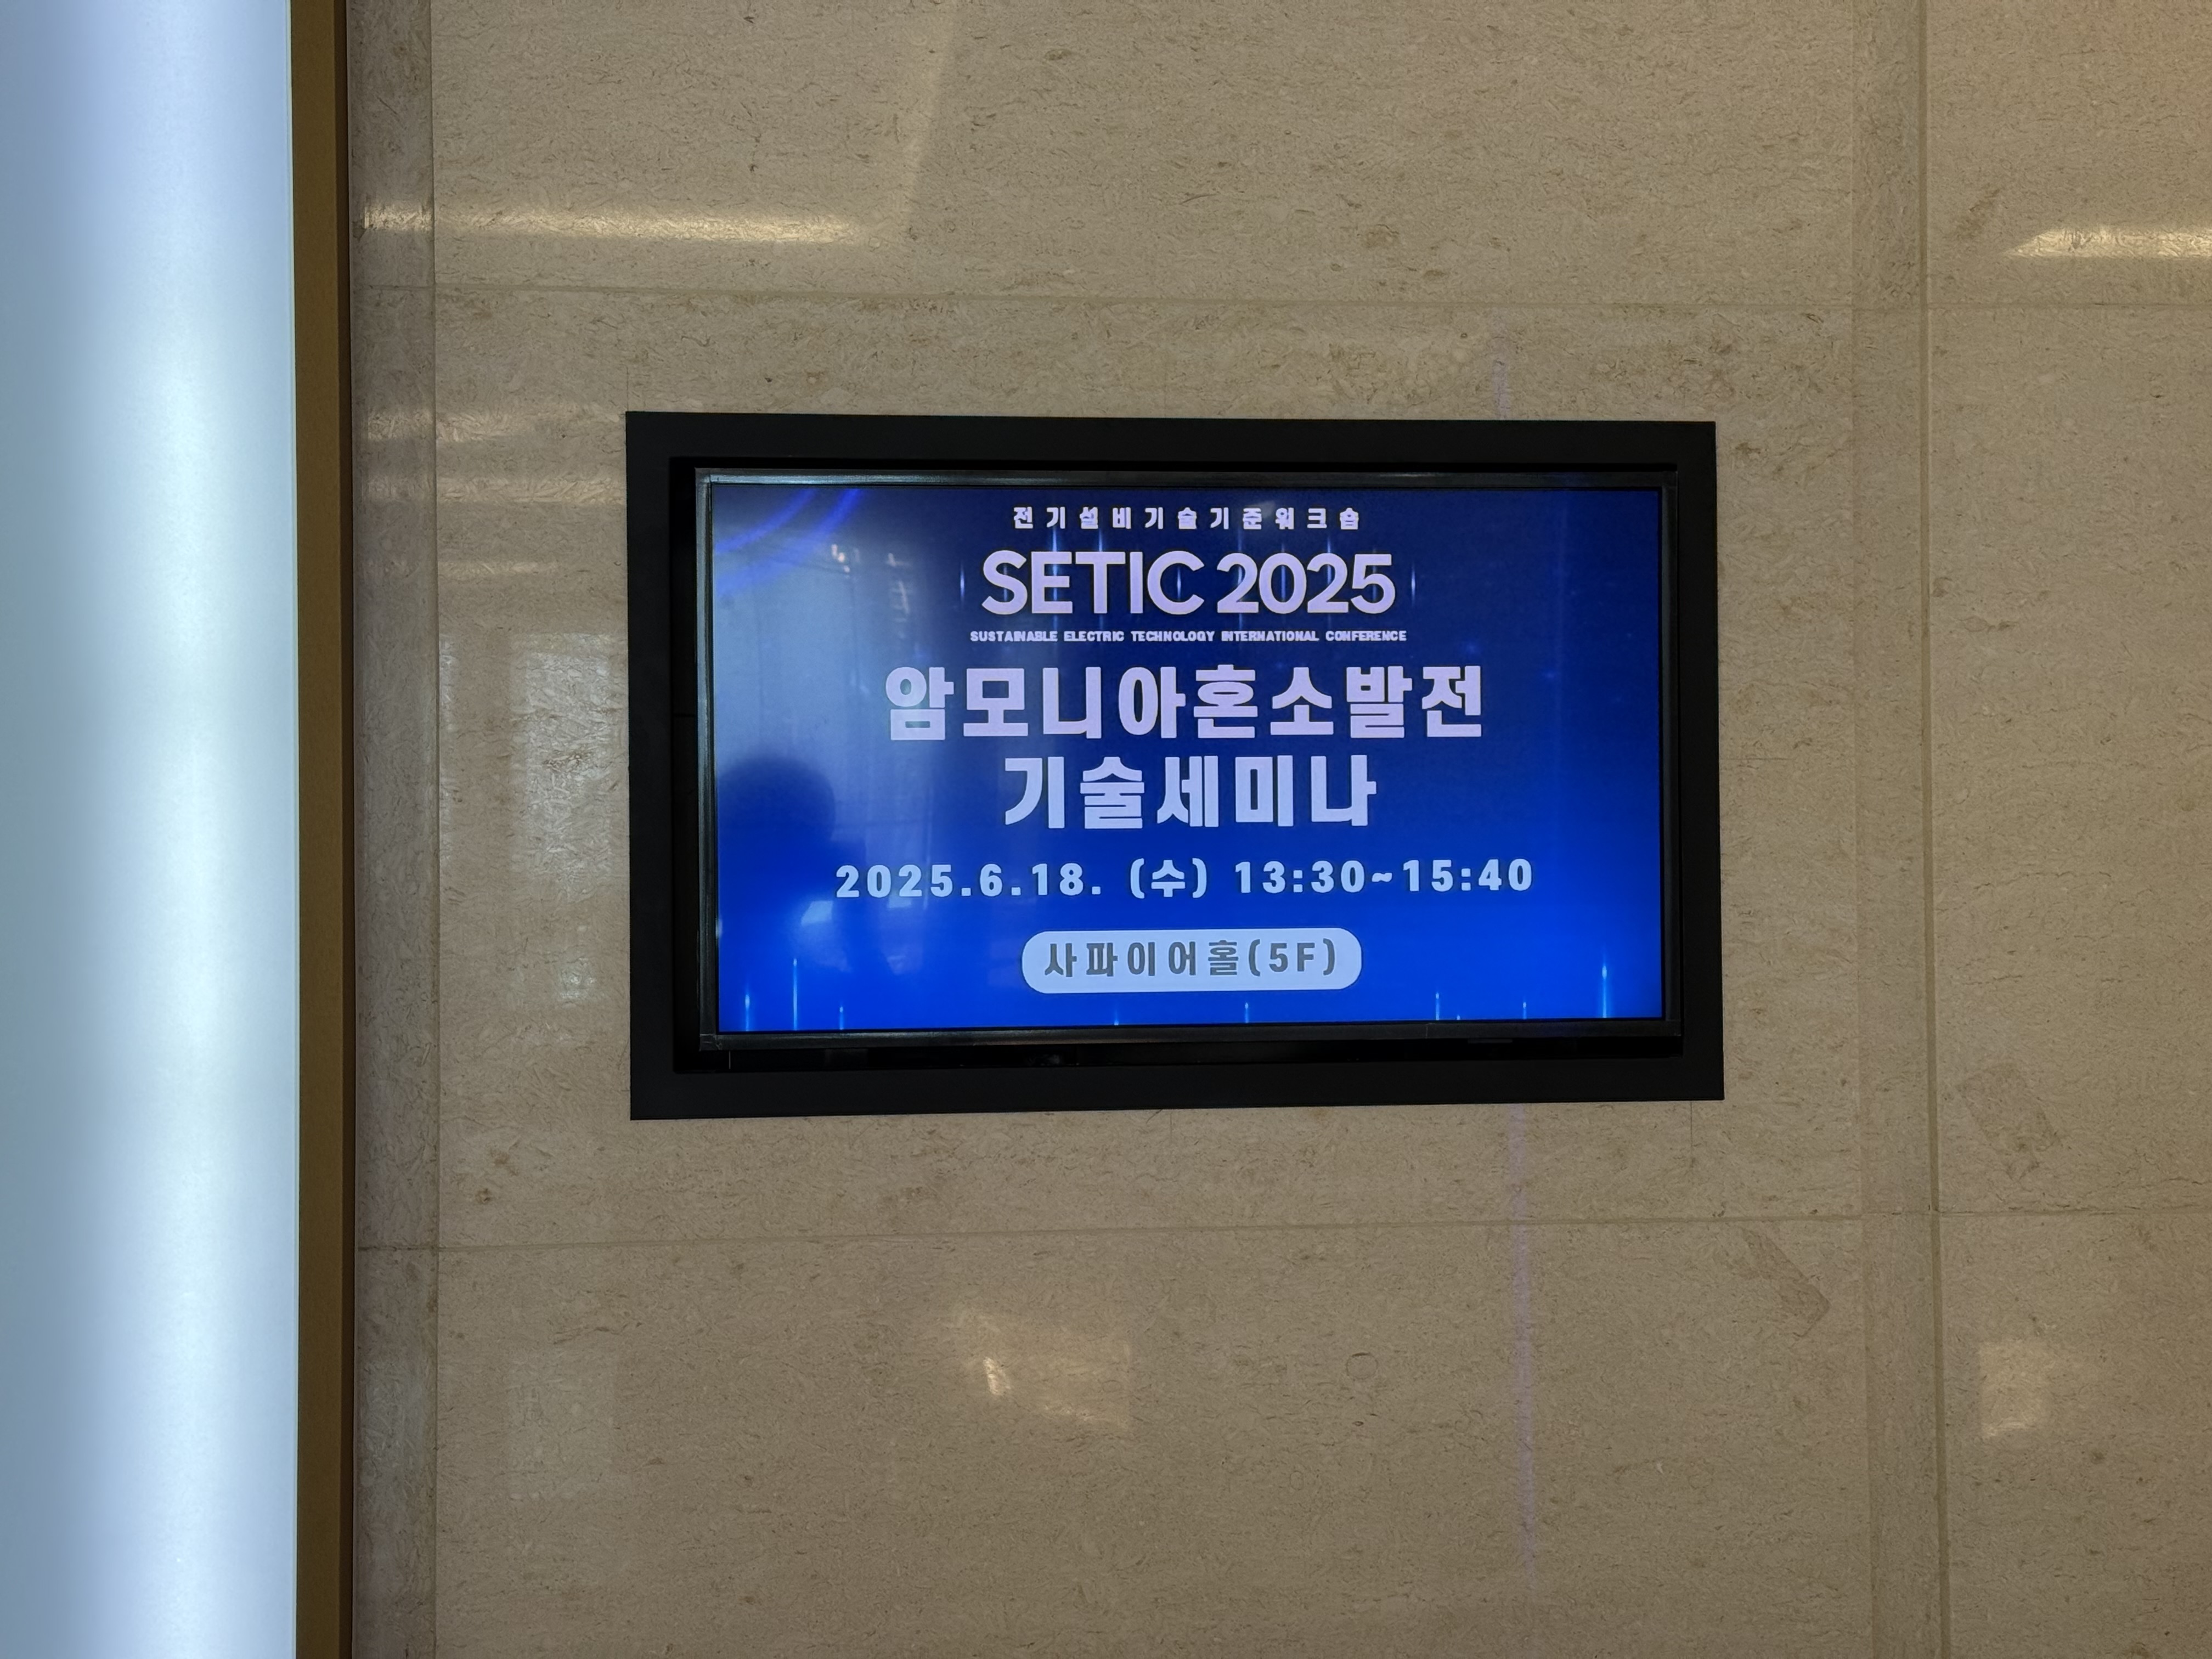 전기설비기술기준워크숍
SETIC 2025
SUSTAINABLE ELECTRIC TECHNOLOGY INTERNATIONAL CONFERENCE
암모니아혼소발전
기술세미나
2025.6.18. (수) 13:30~15:40
사파이어홀(5F)